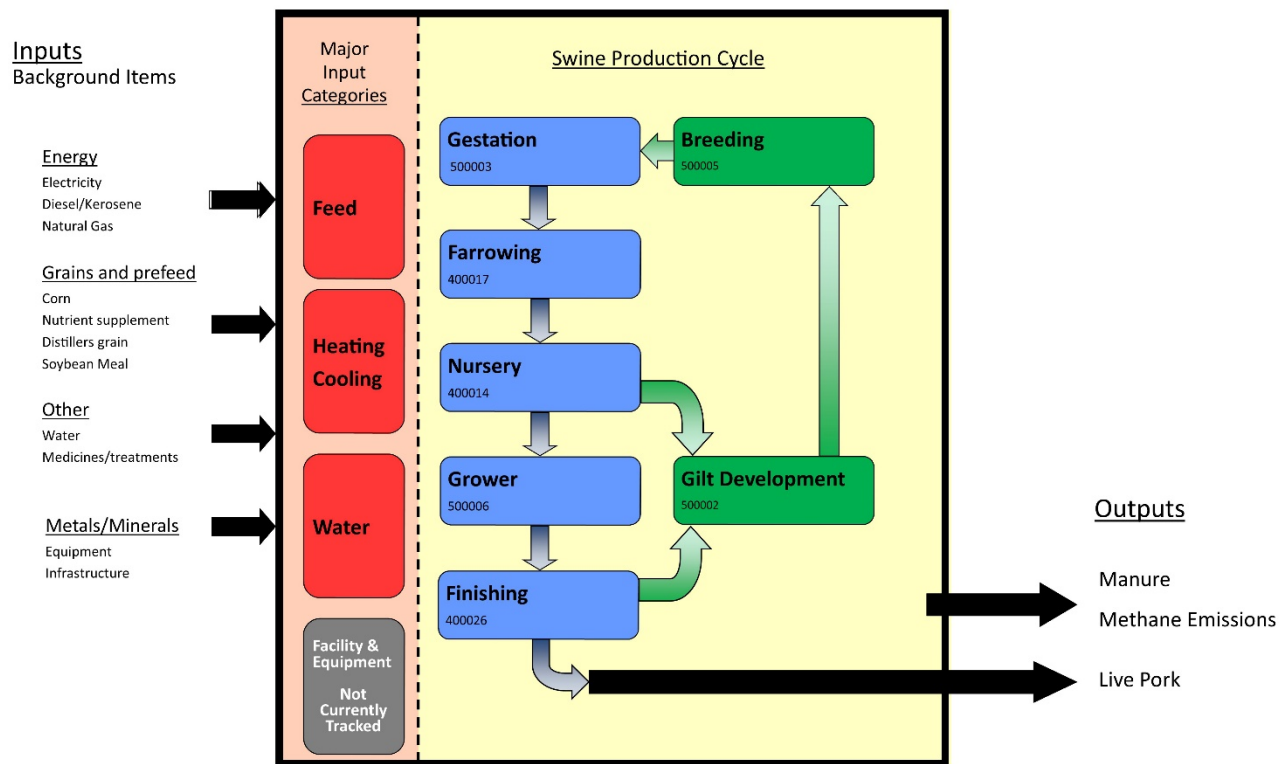 Inputs
Background Items
Energy
Electricity
Diesel/Kerosene
Natural Gas
Grains and prefeed
Corn
Nutrient supplement
Distillers grain
Soybean Meal
Other
Water
Medicines/treatments
Metals/Minerals
Equipment
Infrastructure
Major
Input
Categories
Feed
Heating
Cooling
Water
Facility &
Equipment
Not
Currently
Tracked
Swine Production Cycle
Gestation
500003
Breeding
500005
Farrowing
400017
Nursery
400014
Grower
500006
Gilt Development
500002
Finishing
400026
Outputs
Manure
Methane Emissions
Live Pork